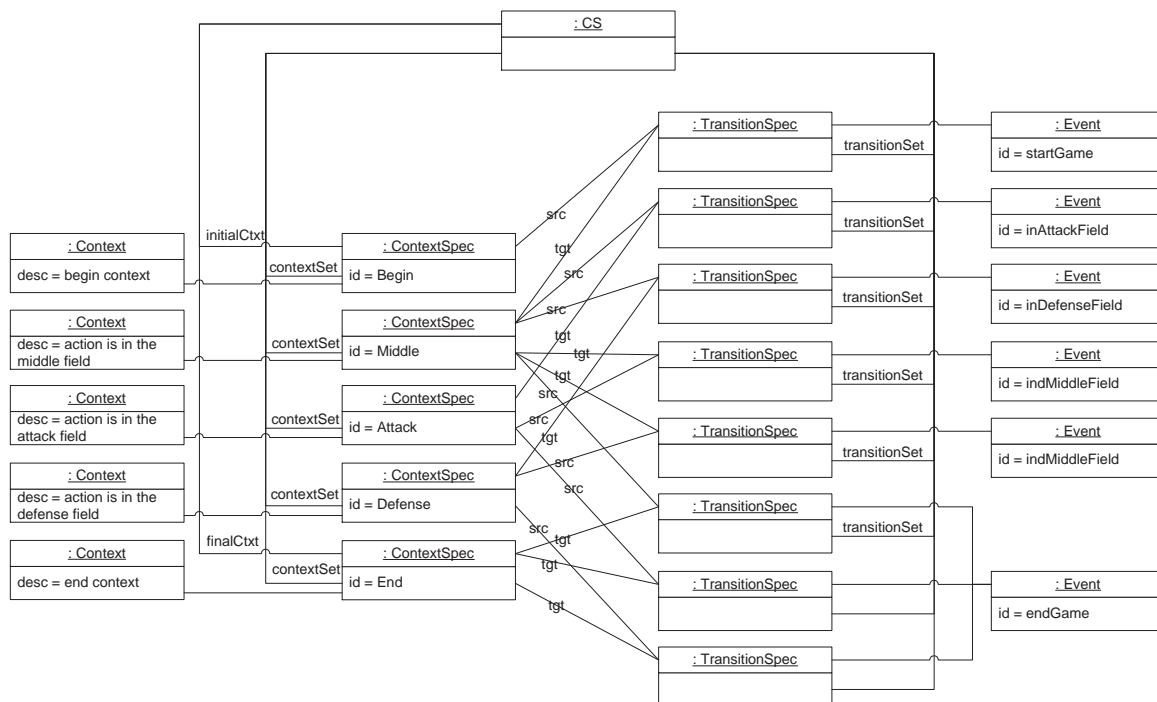 : CS
: TransitionSpec
: Event
transitionSet
id = startGame
: TransitionSpec
: Event
src
transitionSet
id = inAttackField
initialCtxt
: Context
: ContextSpec
tgt
desc = begin context
contextSet
id = Begin
src
: TransitionSpec
: Event
transitionSet
id = inDefenseField
src
: Context
: ContextSpec
desc = action is in the
middle field
contextSet
id = Middle
tgt
tgt
: TransitionSpec
: Event
tgt
transitionSet
id = indMiddleField
src
: Context
: ContextSpec
desc = action is in the
attack field
contextSet
id = Attack
src
tgt
: TransitionSpec
: Event
transitionSet
id = indMiddleField
src
: Context
: ContextSpec
desc = action is in the
defense field
contextSet
id = Defense
src
: TransitionSpec
src
tgt
transitionSet
finalCtxt
: Context
: ContextSpec
desc = end context
contextSet
id = End
tgt
: TransitionSpec
: Event
id = endGame
tgt
: TransitionSpec